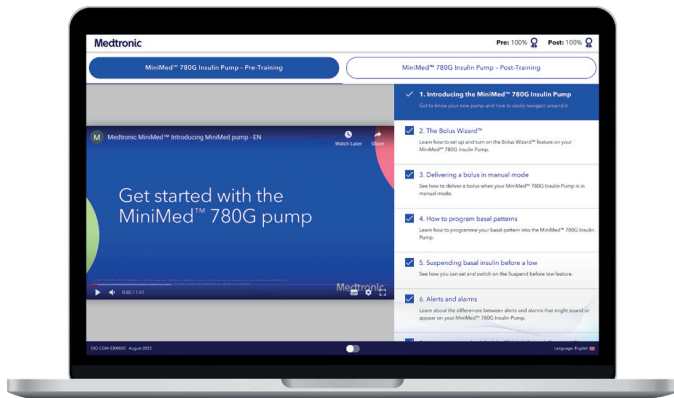 Medtronic
Pre: 100% Post: 100%
MiniMed™ 780G Insulin Pump - Pre-Training
MiniMed™ 780G Insulin Pump - Post-Training
M Medtronic MiniMed™ Introducing MiniMed pump - EN
Watch Later Share
Get started with the
MiniMed™ 780G pump
Medtronic
0:02 / 1:51
1. Introducing the MiniMed™ 780G Insulin Pump
Get to know your new pump and how to easily navigate around it.
2. The Bolus Wizard™
Learn how to set up and turn on the Bolus Wizard™ feature on your
MiniMed™ 780G Insulin Pump.
3. Delivering a bolus in manual mode
See how to deliver a bolus when your MiniMed™ 780G Insulin Pump is in
manual mode.
4. How to program basal patterns
Learn how to programme your basal pattern into the MiniMed™ 780G Insulin
Pump.
5. Suspending basal insulin before a low
See how you can set and switch on the Suspend before low feature.
6. Alerts and alarms
Learn about the differences between alerts and alarms that might sound or
appear on your MiniMed™ 780G Insulin Pump.
August 2023
Language: English